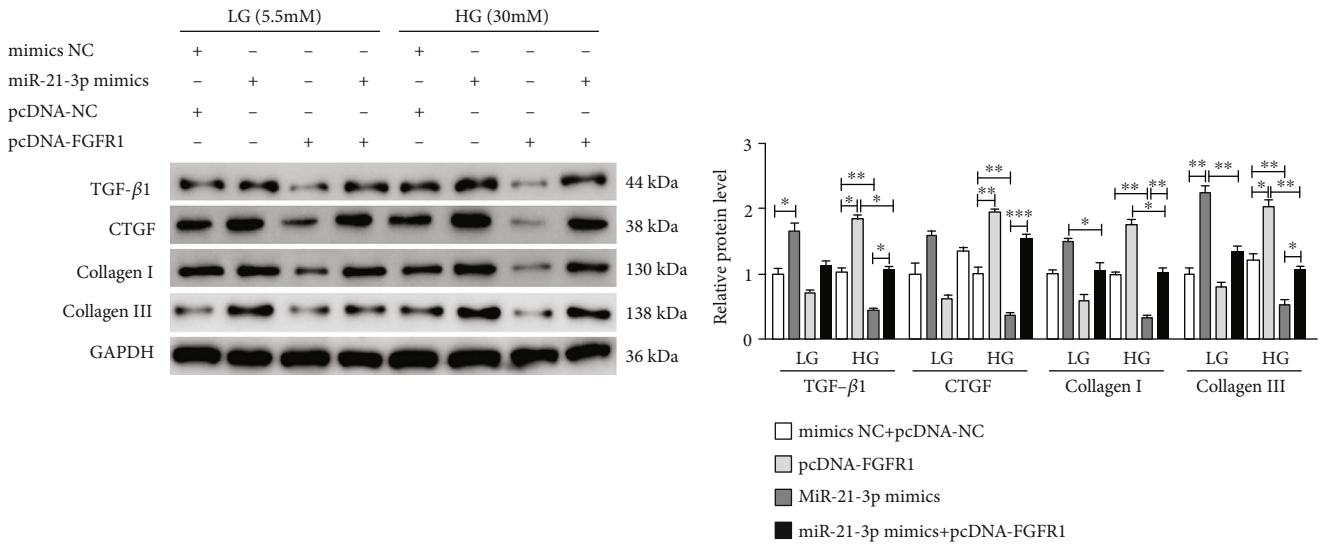 LG (5.5mM) HG (30mM)
mimics NC + – – – + – – –
miR-21-3p mimics – + – + – + – +
pcDNA-NC + – – – + – – –
pcDNA-FGFR1 – – + + – – + +
TGF-β1 44 kDa
CTGF 38 kDa
Collagen I 130 kDa
Collagen III 138 kDa
GAPDH 36 kDa
Relative protein level
3
2
1
0
* ** * * *
** ** ***
* ** ** *
** ** ** * ** *
LG HG LG HG LG HG LG HG
TGF–β1 CTGF Collagen I Collagen III
mimics NC+pcDNA-NC
pcDNA-FGFR1
MiR-21-3p mimics
miR-21-3p mimics+pcDNA-FGFR1